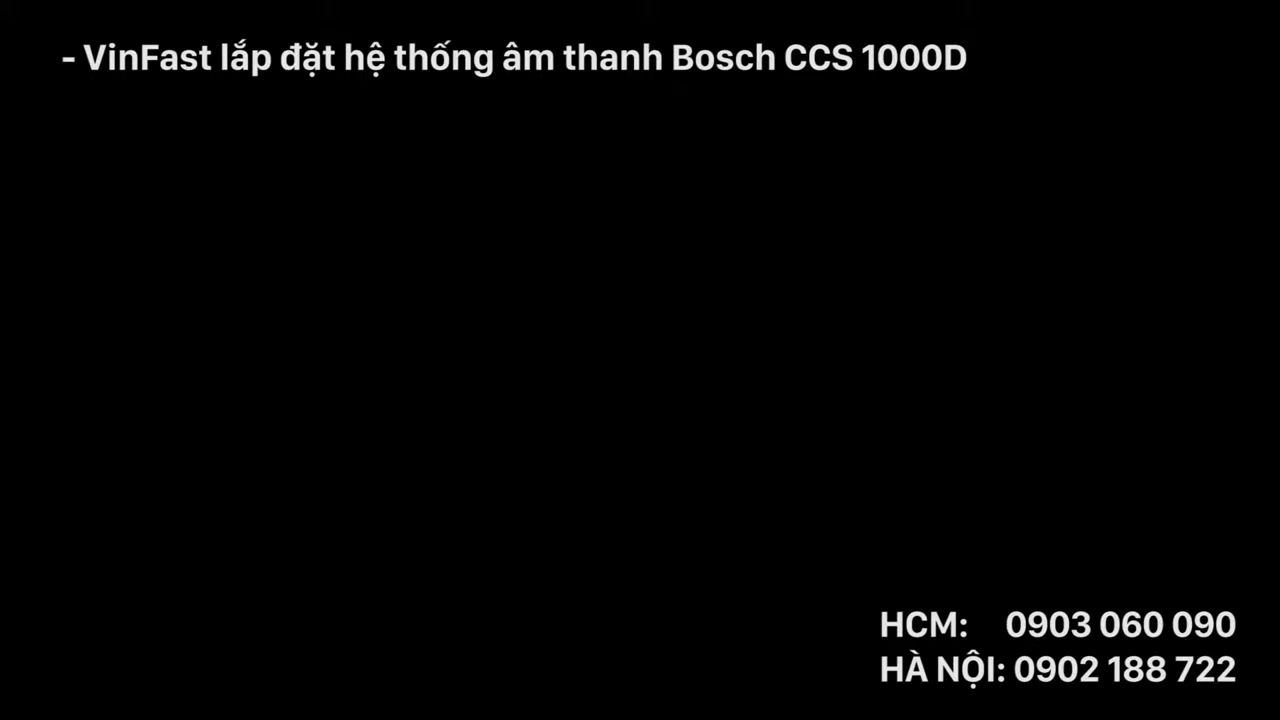 - VinFast lắp đặt hệ thống âm thanh Bosch CCS 1000D
HCM: 0903 060 090
HÀ NỘI: 0902 188 722